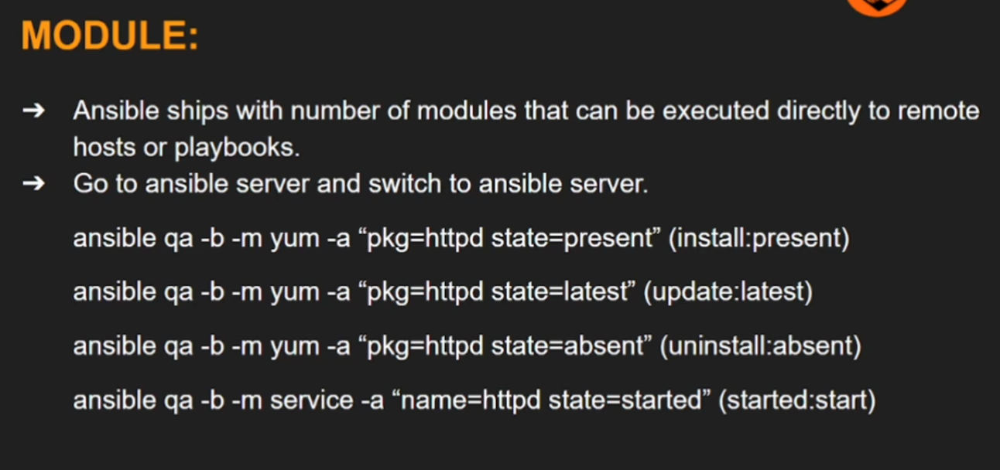 MODULE:
➔ Ansible ships with number of modules that can be executed directly to remote
hosts or playbooks.
➔ Go to ansible server and switch to ansible server.
ansible qa -b -m yum -a “pkg=httpd state=present” (install:present)
ansible qa -b -m yum -a “pkg=httpd state=latest” (update:latest)
ansible qa -b -m yum -a “pkg=httpd state=absent” (uninstall:absent)
ansible qa -b -m service -a “name=httpd state=started” (started:start)